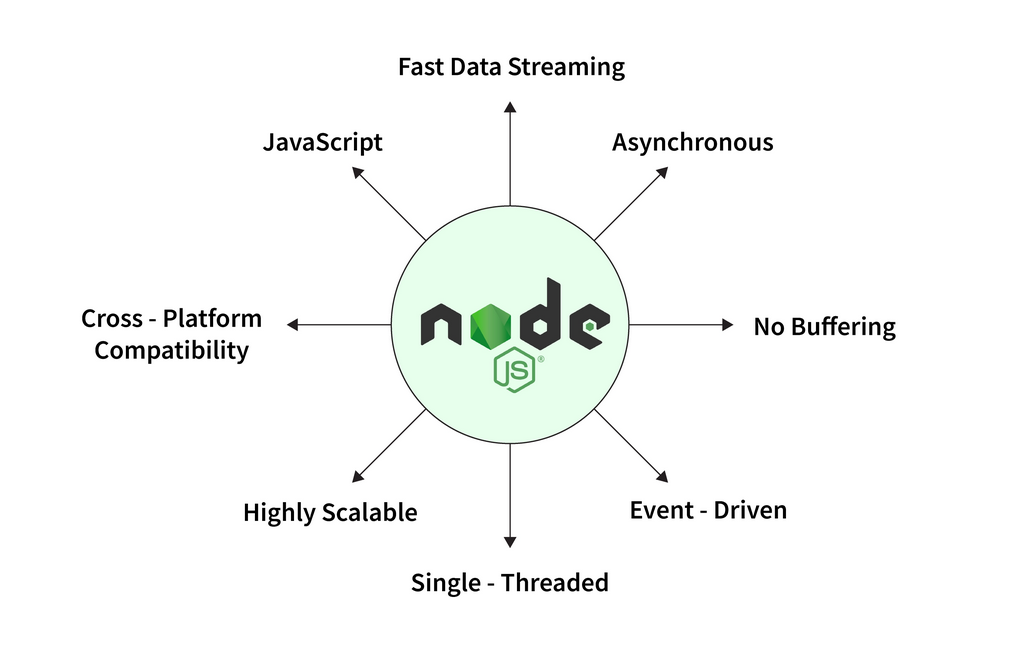 Fast Data Streaming
JavaScript
Asynchronous
node
JS®
Cross - Platform
Compatibility
No Buffering
Highly Scalable
Event - Driven
Single - Threaded